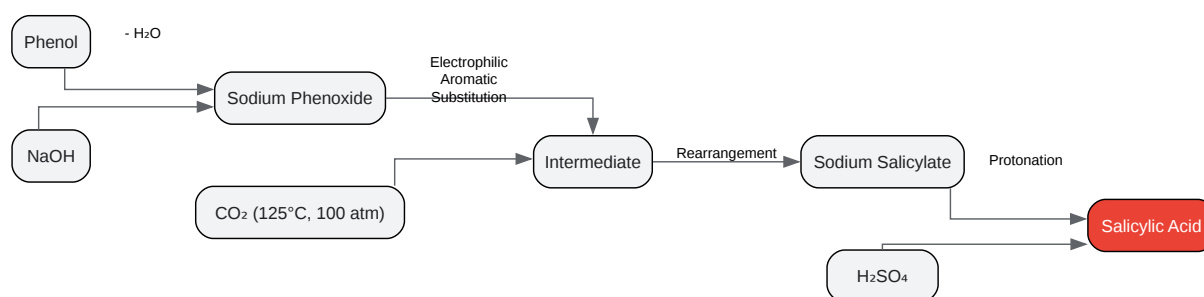 Phenol
- H₂O
NaOH
Sodium Phenoxide
Electrophilic
Aromatic
Substitution
CO₂ (125°C, 100 atm)
Intermediate
Rearrangement
Sodium Salicylate
Protonation
H₂SO₄
Salicylic Acid